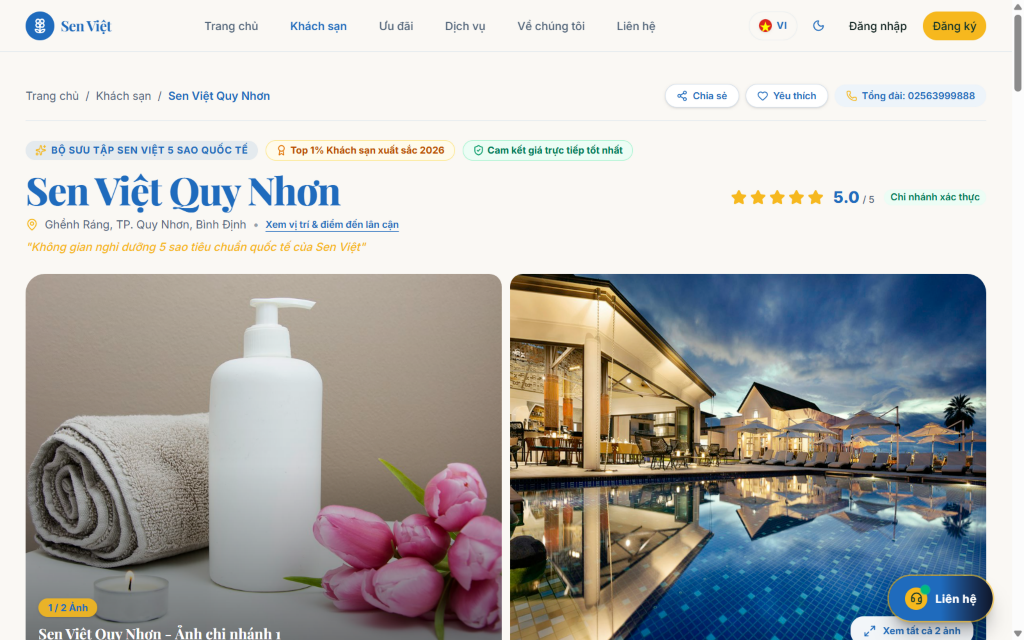 Sen Việt
Trang chủ
Khách sạn
Ưu đãi
Dịch vụ
Về chúng tôi
Liên hệ
VI
Đăng nhập
Đăng ký
Trang chủ / Khách sạn / Sen Việt Quy Nhơn
Chia sẻ
Yêu thích
Tổng đài: 02563999888
BỘ SƯU TẬP SEN VIỆT 5 SAO QUỐC TẾ
Top 1% Khách sạn xuất sắc 2026
Cam kết giá trực tiếp tốt nhất
Sen Việt Quy Nhơn
5.0 / 5
Chi nhánh xác thực
Ghềnh Ráng, TP. Quy Nhơn, Bình Định • Xem vị trí & điểm đến lân cận
"Không gian nghỉ dưỡng 5 sao tiêu chuẩn quốc tế của Sen Việt"
1 / 2 Ảnh
Sen Việt Quy Nhơn - Ảnh chi nhánh 1
Liên hệ
Xem tất cả 2 ảnh